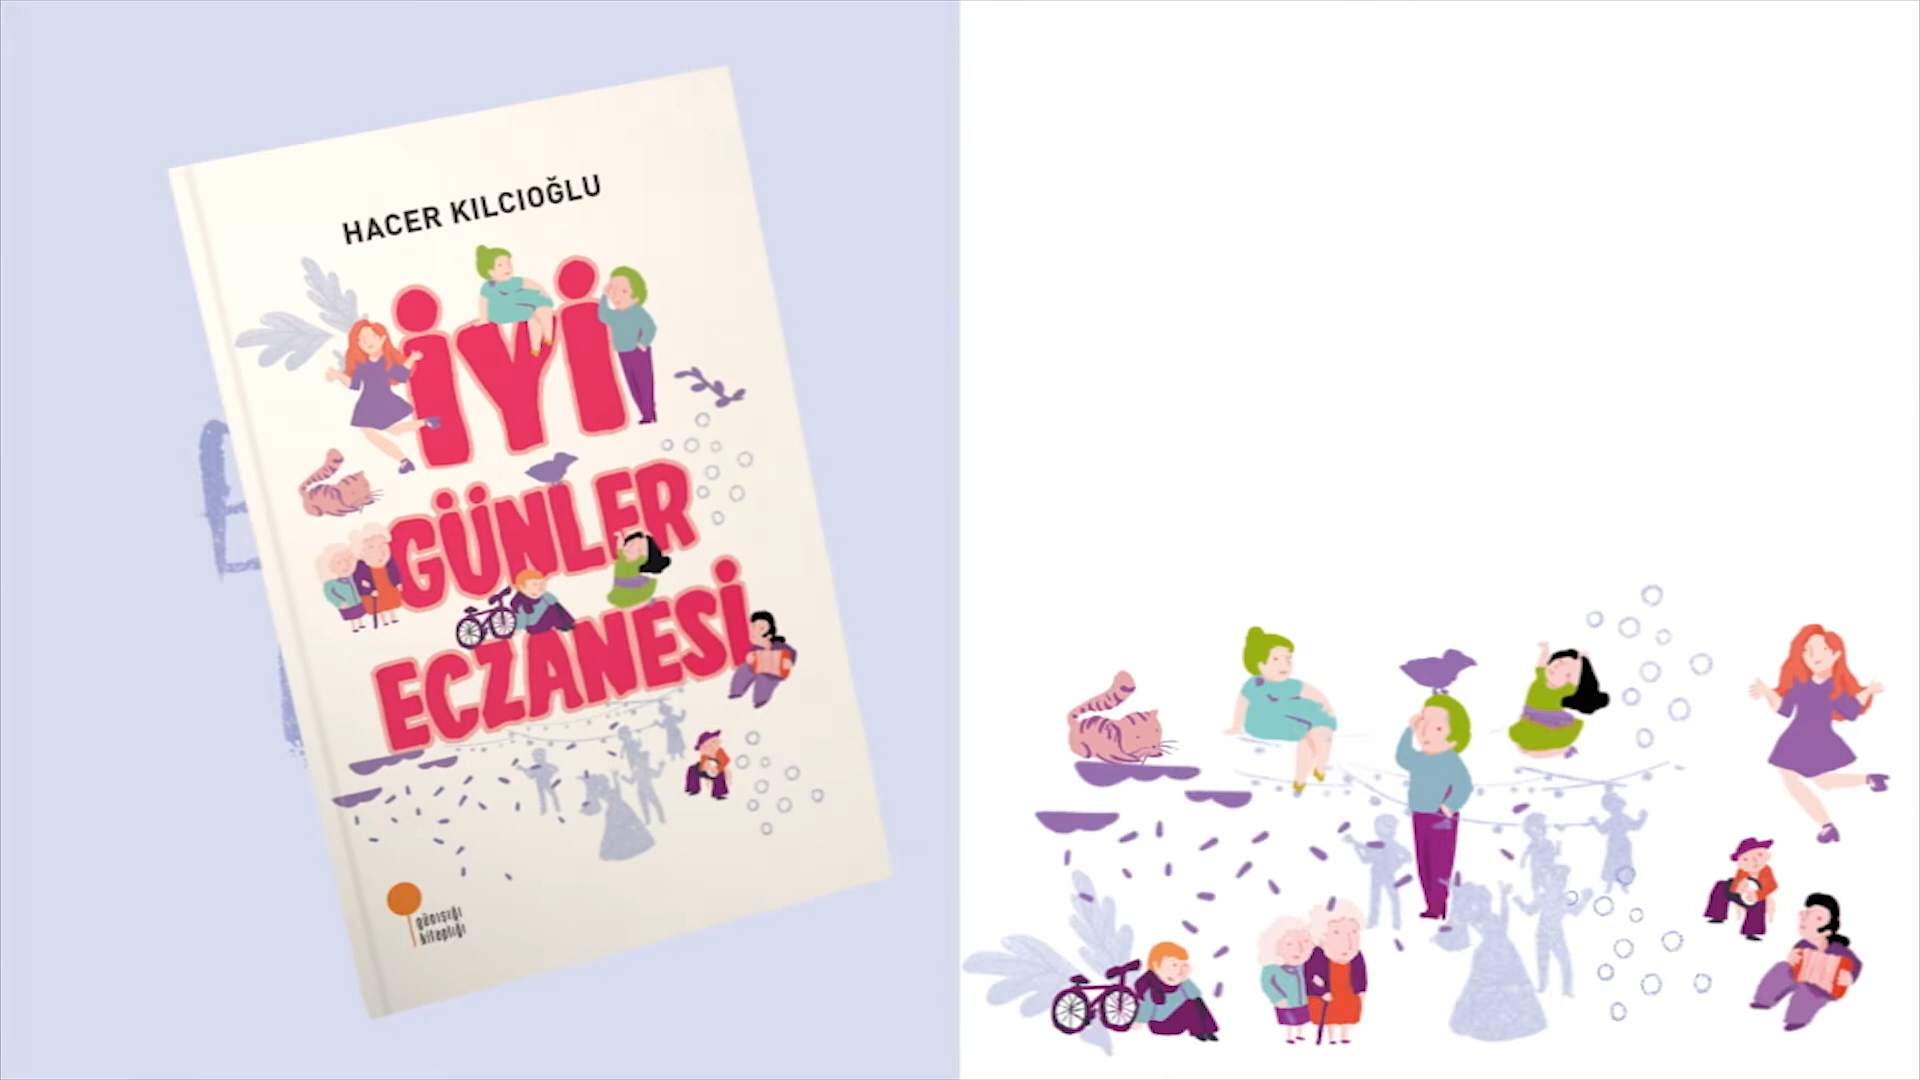 HACER KILCIOĞLU
İYİ
GÜNLER
ECZANESİ
günışığı
kitaplığı